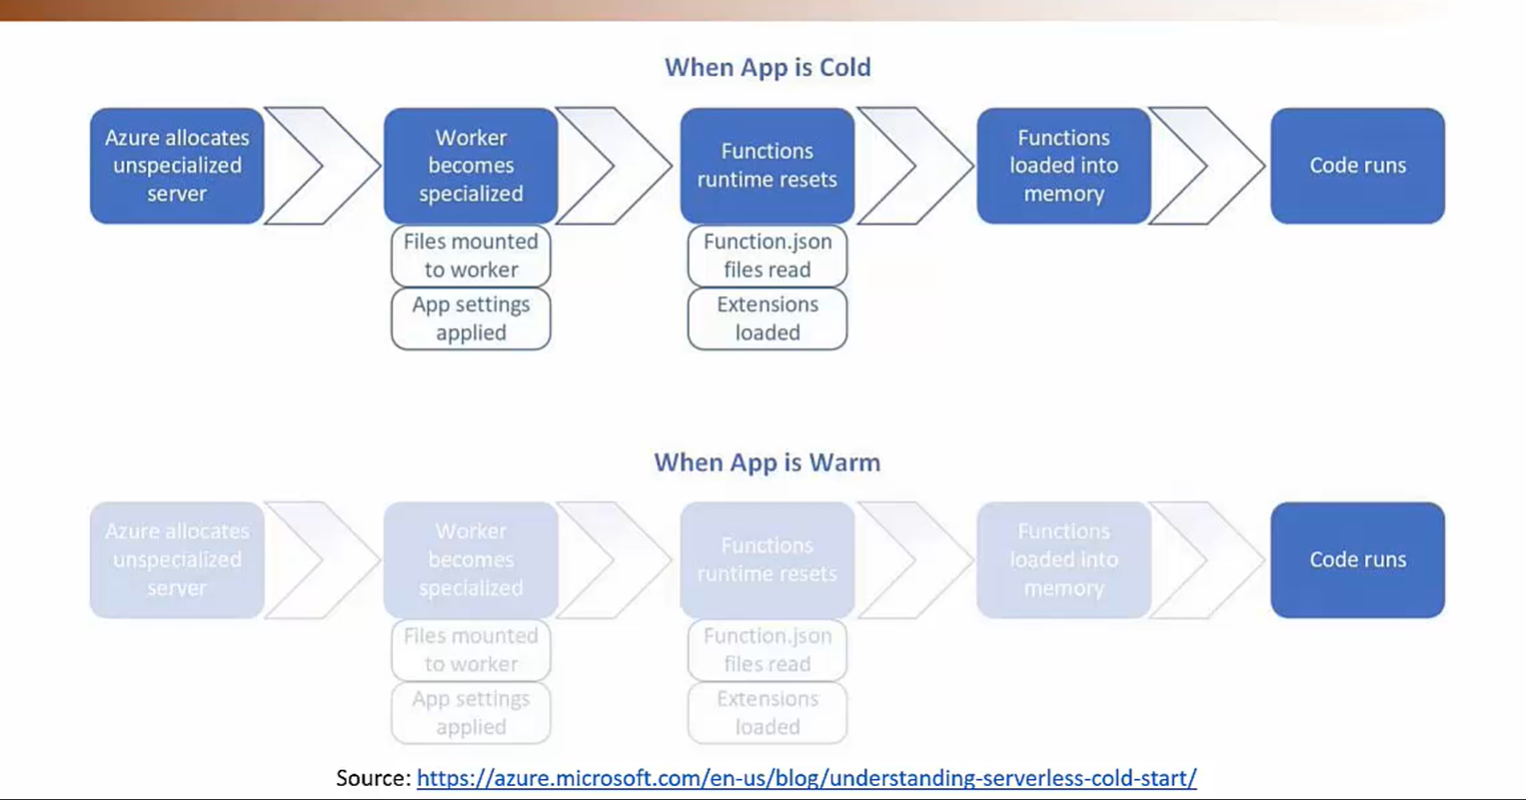 When App is Cold
Azure allocates
unspecialized
server
Worker
becomes
specialized
Files mounted
to worker
App settings
applied
Functions
runtime resets
Function.json
files read
Extensions
loaded
Functions
loaded into
memory
Code runs
When App is Warm
Azure allocates
unspecialized
server
Worker
becomes
specialized
Files mounted
to worker
App settings
applied
Functions
runtime resets
Function.json
files read
Extensions
loaded
Functions
loaded into
memory
Code runs
Source: https://azure.microsoft.com/en-us/blog/understanding-serverless-cold-start/